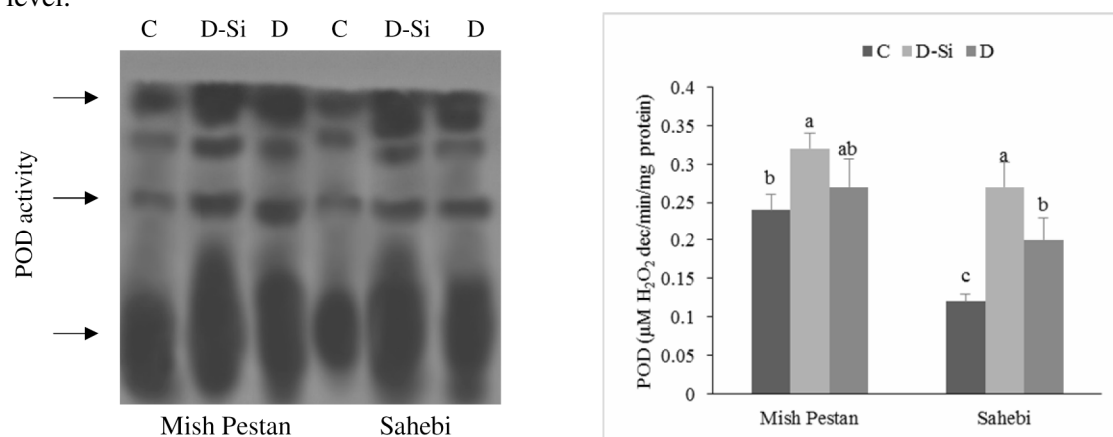 level.
C D-Si D C D-Si D
POD activity
Mish Pestan Sahebi
C D-Si D
POD (µM H₂O₂ dec/min/mg protein)
0.4
0.35
0.3
0.25
0.2
0.15
0.1
0.05
0
b a ab
c a b
Mish Pestan Sahebi